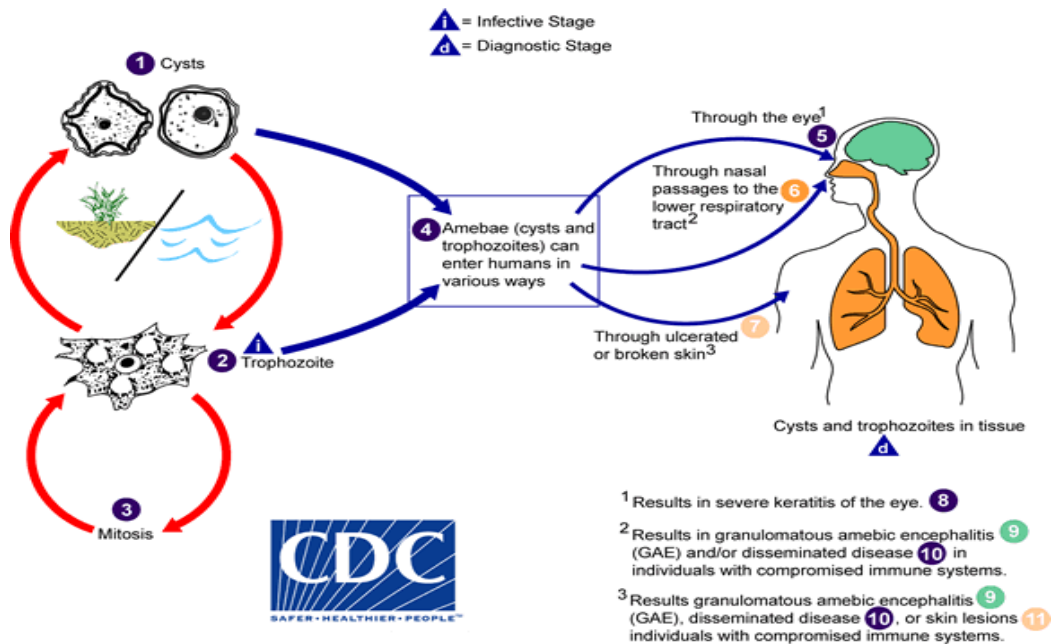 i = Infective Stage
d = Diagnostic Stage
1 Cysts
i
2 Trophozoite
3
Mitosis
4 Amebae (cysts and
trophozoites) can
enter humans in
various ways
Through the eye1
5
Through nasal
passages to the 6
lower respiratory
tract2
7
Through ulcerated
or broken skin3
Cysts and trophozoites in tissue
d
1 Results in severe keratitis of the eye. 8
2 Results in granulomatous amebic encephalitis 9
(GAE) and/or disseminated disease 10 in
individuals with compromised immune systems.
3 Results granulomatous amebic encephalitis 9
(GAE), disseminated disease 10, or skin lesions 11
individuals with compromised immune systems.
CDC
SAFER • HEALTHIER • PEOPLE™